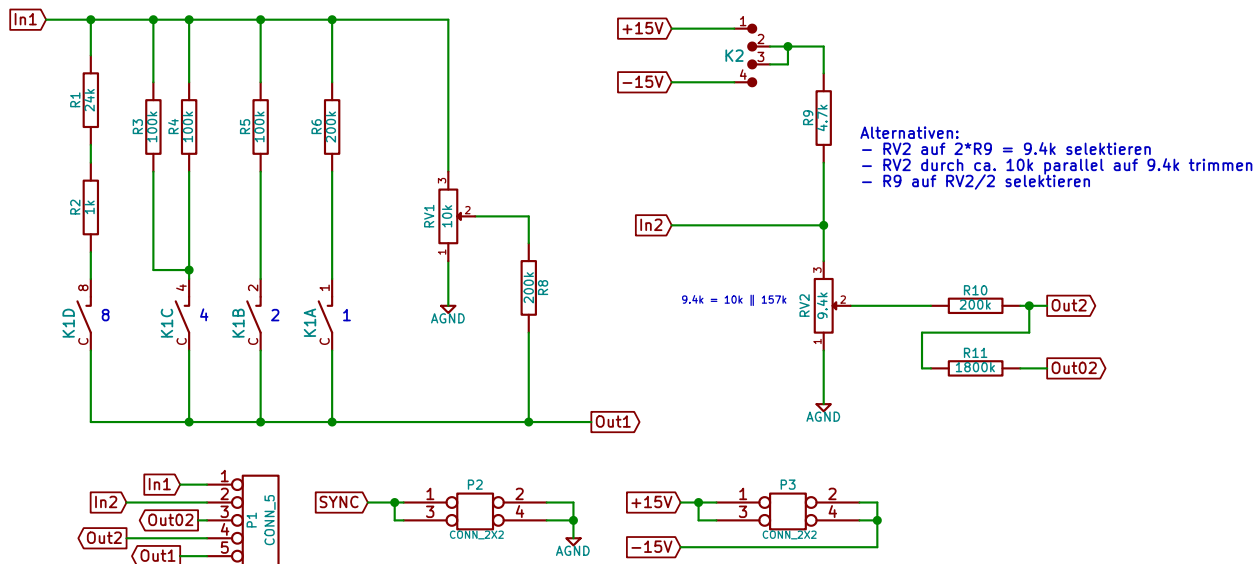 In1
R1
24k
R2
1k
R3
100k
R4
100k
R5
100k
R6
200k
8
K1D
C
8
4
K1C
C
4
2
K1B
C
2
1
K1A
C
1
3
RV1
10k
2
1
AGND
200k
R8
Out1
+15V
1
2
K2
3
-15V
4
R9
4.7k
Alternativen:
- RV2 auf 2*R9 = 9.4k selektieren
- RV2 durch ca. 10k parallel auf 9.4k trimmen
- R9 auf RV2/2 selektieren
In2
3
9.4k = 10k || 157k
RV2
9.4k
2
1
AGND
R10
200k
Out2
R11
1800k
Out02
In1
1
In2
2
Out02
3
Out2
4
Out1
5
P1
CONN_5
SYNC
P2
1
2
3
4
CONN_2X2
AGND
+15V
P3
1
2
3
4
CONN_2X2
-15V